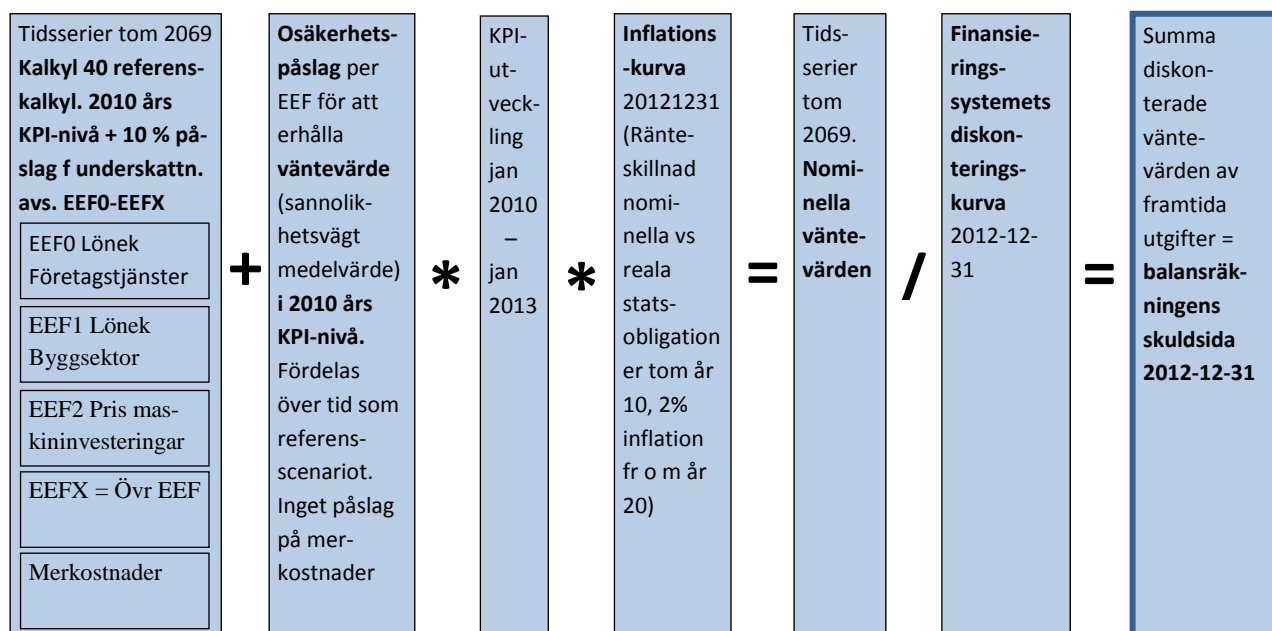 Tidsserier tom 2069
Kalkyl 40 referens-
kalkyl. 2010 års
KPI-nivå + 10 % på-
slag f underskattn.
avs. EEF0-EEFX
EEF0 Lönek
Företagstjänster
EEF1 Lönek
Byggsektor
EEF2 Pris mas-
kininvesteringar
EEFX = Övr EEF
Merkostnader
+
Osäkerhets-
påslag per
EEF för att
erhålla
väntevärde
(sannolik-
hetsvägt
medelvärde)
i 2010 års
KPI-nivå.
Fördelas
över tid som
referens-
scenariot.
Inget påslag
på mer-
kostnader
*
KPI-
ut-
veck-
ling
jan
2010
–
jan
2013
*
Inflations
-kurva
20121231
(Ränte-
skillnad
nomi-
nella vs
reala
stats-
obligation
er tom år
10, 2%
inflation
fr o m år
20)
=
Tids-
serier
tom
2069.
Nomi-
nella
vänte-
värden
/
Finansie-
rings-
systemets
diskon-
terings-
kurva
2012-12-
31
=
Summa
diskon-
terade
vänte-
värden av
framtida
utgifter =
balansräk-
ningens
skuldsida
2012-12-31